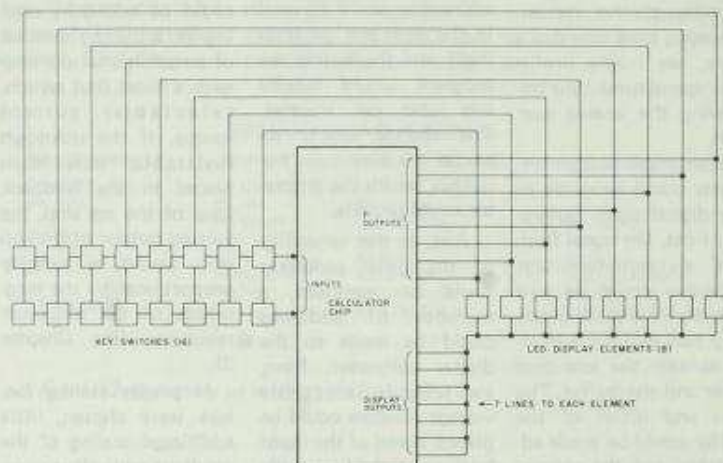 P
OUTPUTS
INPUTS
CALCULATOR
CHIP
KEY SWITCHES (16)
LED DISPLAY ELEMENTS (8)
DISPLAY
OUTPUTS
7 LINES TO EACH ELEMENT